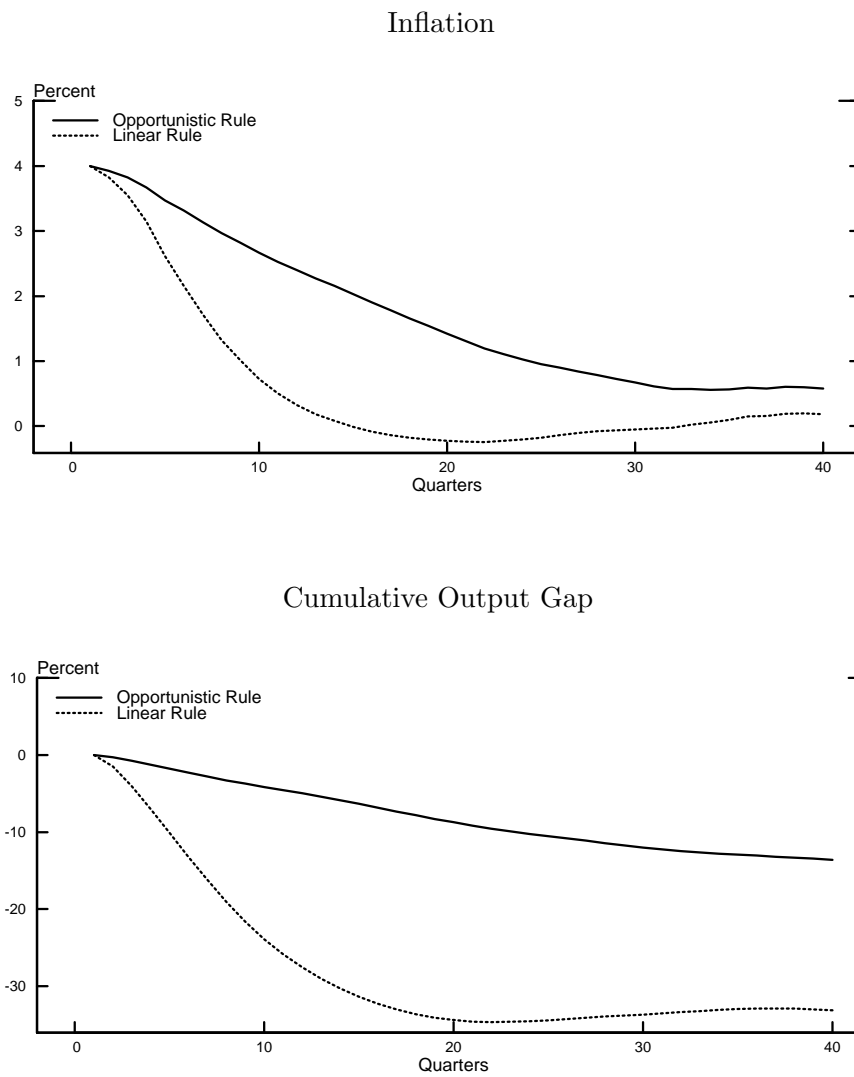 Inflation
Percent
5
Opportunistic Rule
Linear Rule
4
3
2
1
0
0 10 20 30 40
Quarters
Cumulative Output Gap
Percent
10
Opportunistic Rule
Linear Rule
0
-10
-20
-30
0 10 20 30 40
Quarters